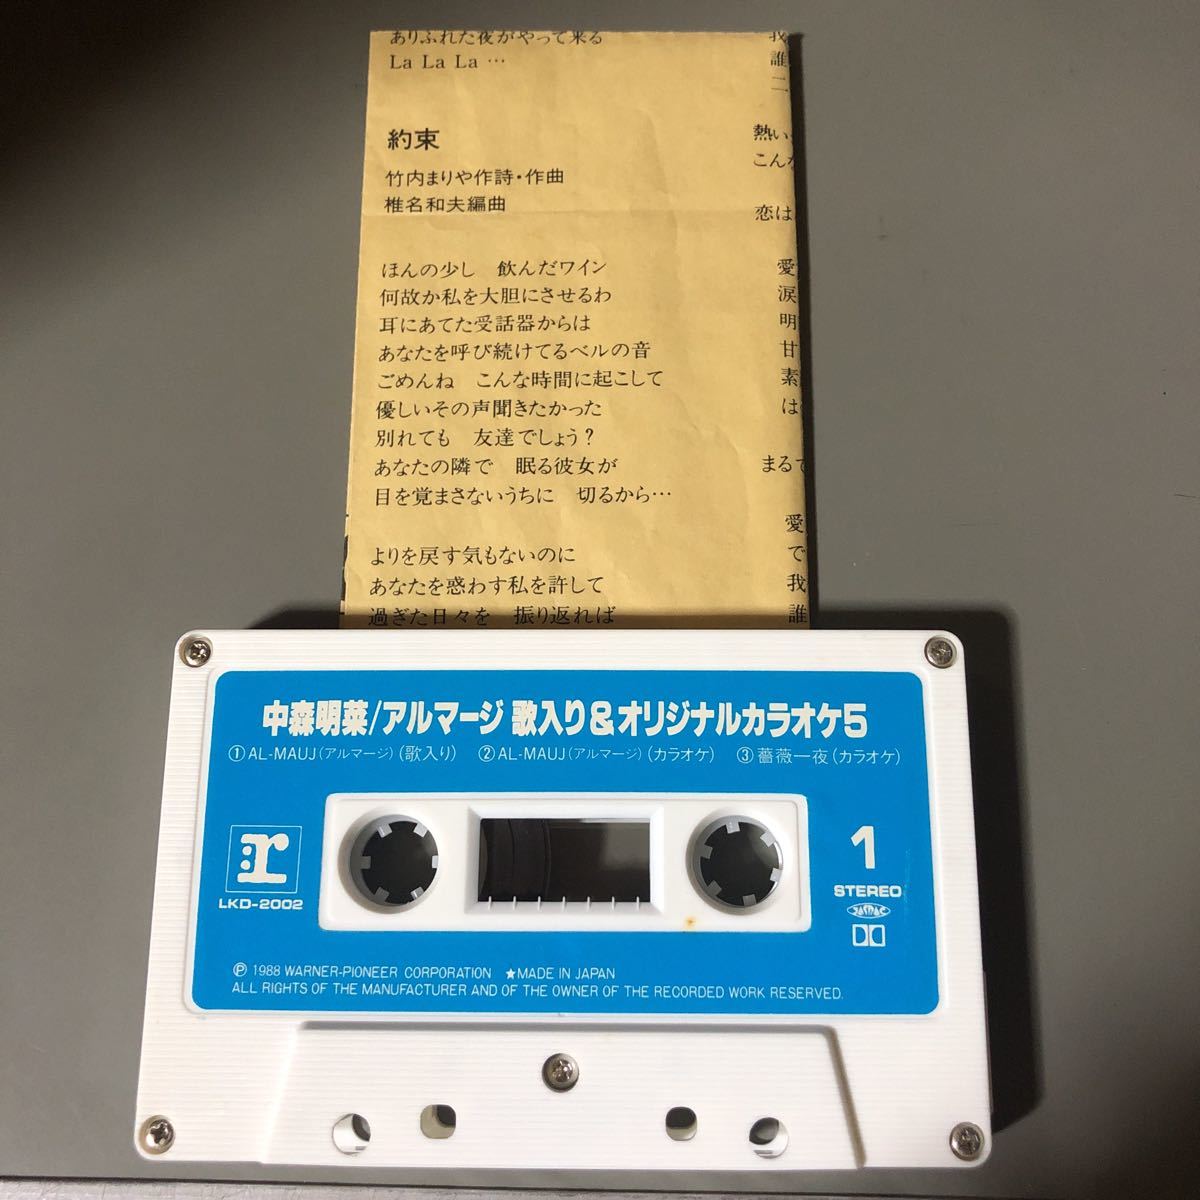 ありふれた夜がやって来る
La La La …
約束
竹内まりや作詩・作曲
椎名和夫編曲
ほんの少し 飲んだワイン
何故か私を大胆にさせるわ
耳にあてた受話器からは
あなたを呼び続けてるベルの音
ごめんね こんな時間に起こして
優しいその声聞きたかった
別れても 友達でしょう?
あなたの隣で 眠る彼女が
目を覚まさないうちに 切るから…
よりを戻す気もないのに
あなたを惑わす私を許して
過ぎた日々を 振り返れば
我
誰
二
熱い
こんな
恋は
愛
涙
明
甘
素
は
まるで
愛
で
我
誰
中森明菜/アルマージ 歌入り&オリジナルカラオケ5
①AL-MAUJ(アルマージ)(歌入り) ②AL-MAUJ(アルマージ)(カラオケ) ③薔薇一夜(カラオケ)
r
LKD-2002
1
STEREO
JASRAC
Ⓟ 1988 WARNER-PIONEER CORPORATION ★MADE IN JAPAN
ALL RIGHTS OF THE MANUFACTURER AND OF THE OWNER OF THE RECORDED WORK RESERVED.